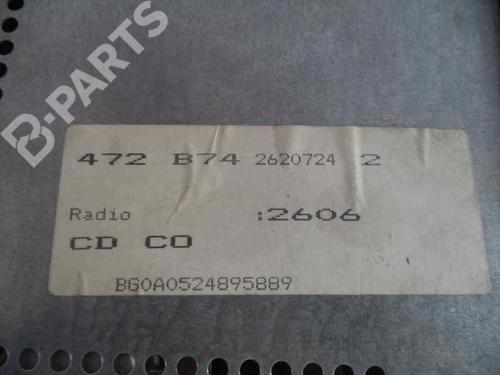 B-PARTS
472 B74 2620724 2
Radio :2606
CD CO
BG0A0524895889